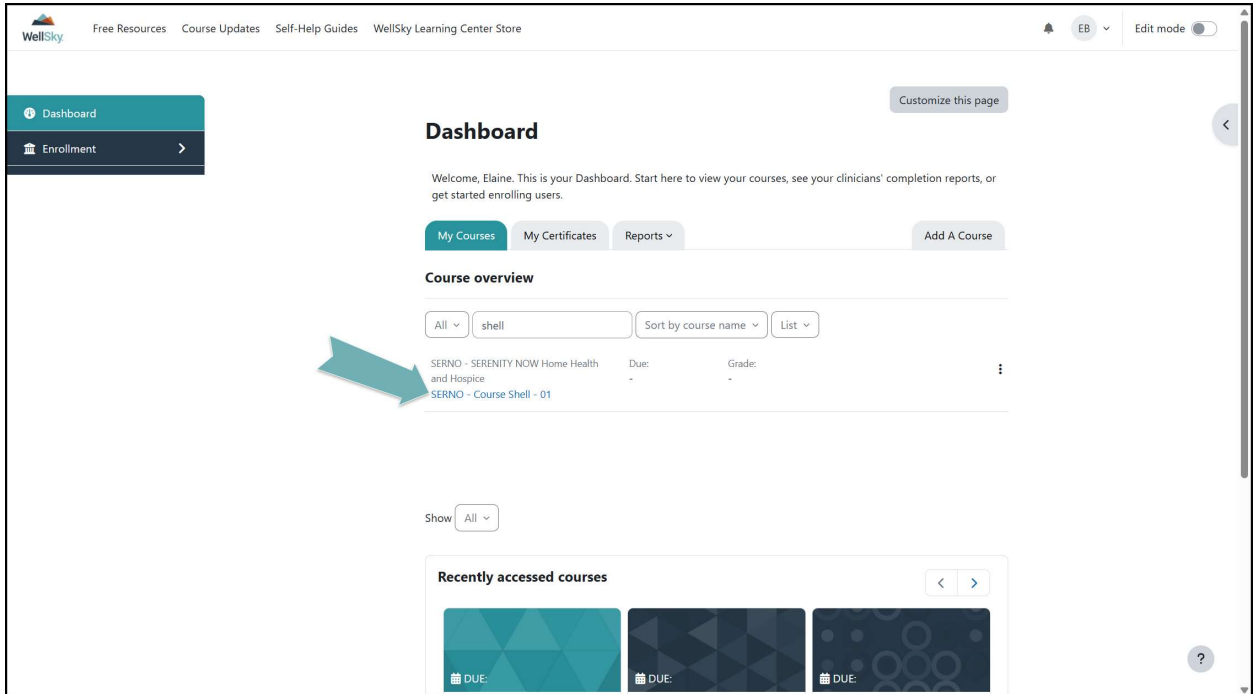 WellSky
Free Resources
Course Updates
Self-Help Guides
WellSky Learning Center Store
EB
Edit mode
Dashboard
Enrollment
Customize this page
Dashboard
Welcome, Elaine. This is your Dashboard. Start here to view your courses, see your clinicians' completion reports, or
get started enrolling users.
My Courses
My Certificates
Reports
Add A Course
Course overview
All
shell
Sort by course name
List
SERNO - SERENITY NOW Home Health
and Hospice
Due:
-
Grade:
-
SERNO - Course Shell - 01
Show
All
Recently accessed courses
DUE:
DUE:
DUE:
?